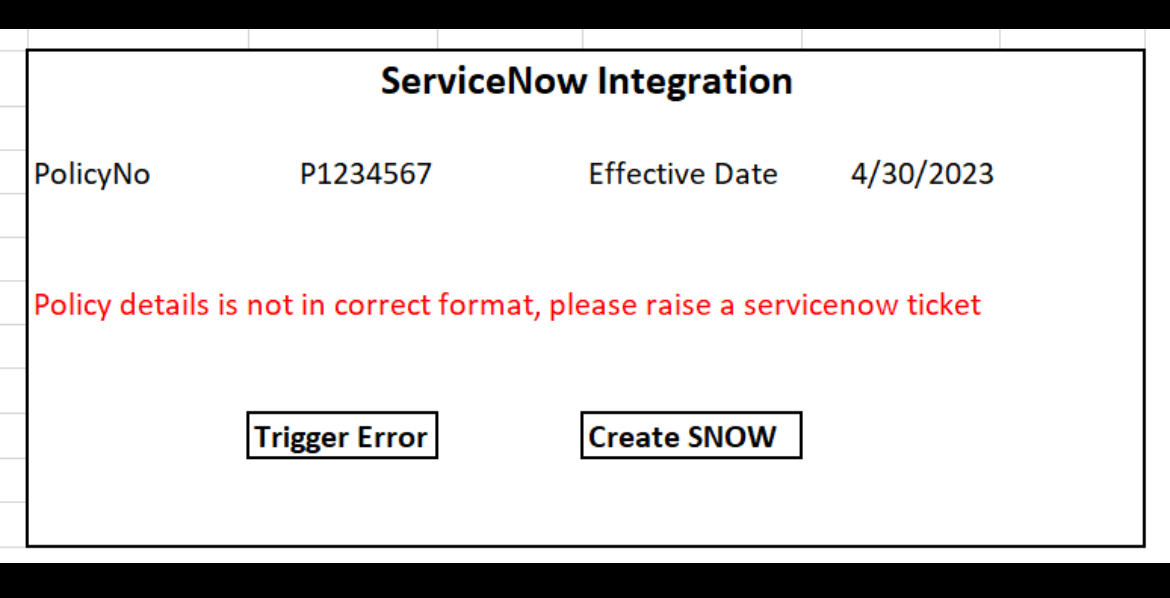 ServiceNow Integration
PolicyNo P1234567 Effective Date 4/30/2023
Policy details is not in correct format, please raise a servicenow ticket
Trigger Error Create SNOW